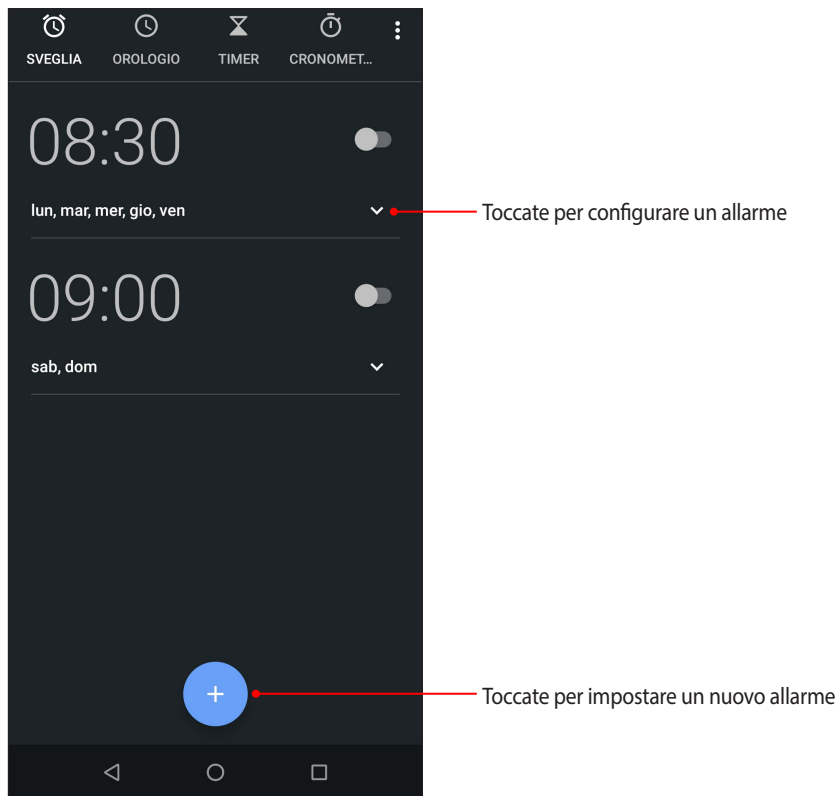 SVEGLIA OROLOGIO TIMER CRONOMET...
08:30
lun, mar, mer, gio, ven
Toccate per configurare un allarme
09:00
sab, dom
Toccate per impostare un nuovo allarme